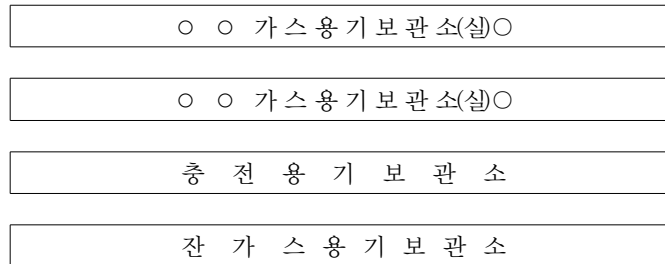 ○ ○ 가 스 용 기 보 관 소(실)○
○ ○ 가 스 용 기 보 관 소(실)○
충 전 용 기 보 관 소
잔 가 스 용 기 보 관 소